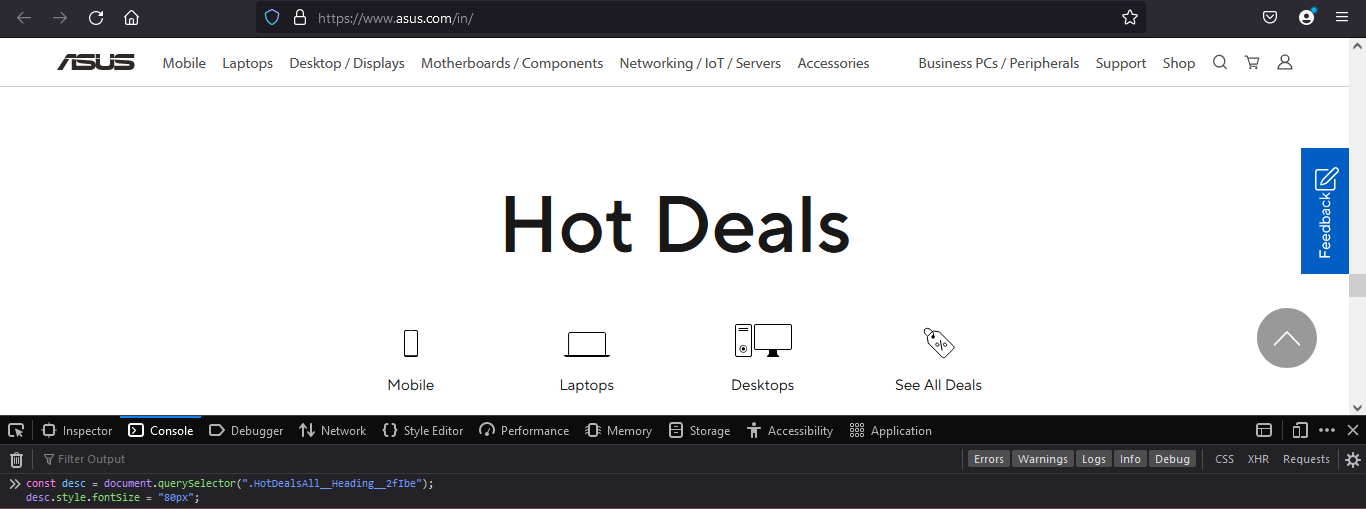 https://www.asus.com/in/
ASUS Mobile Laptops Desktop / Displays Motherboards / Components Networking / IoT / Servers Accessories Business PCs / Peripherals Support Shop
Feedback
Hot Deals
%
Mobile Laptops Desktops See All Deals
Inspector Console Debugger Network Style Editor Performance Memory Storage Accessibility Application
Filter Output Errors Warnings Logs Info Debug CSS XHR Requests
const desc = document.querySelector(".HotDealsAll__Heading__2fIbe");
desc.style.fontSize = "80px";